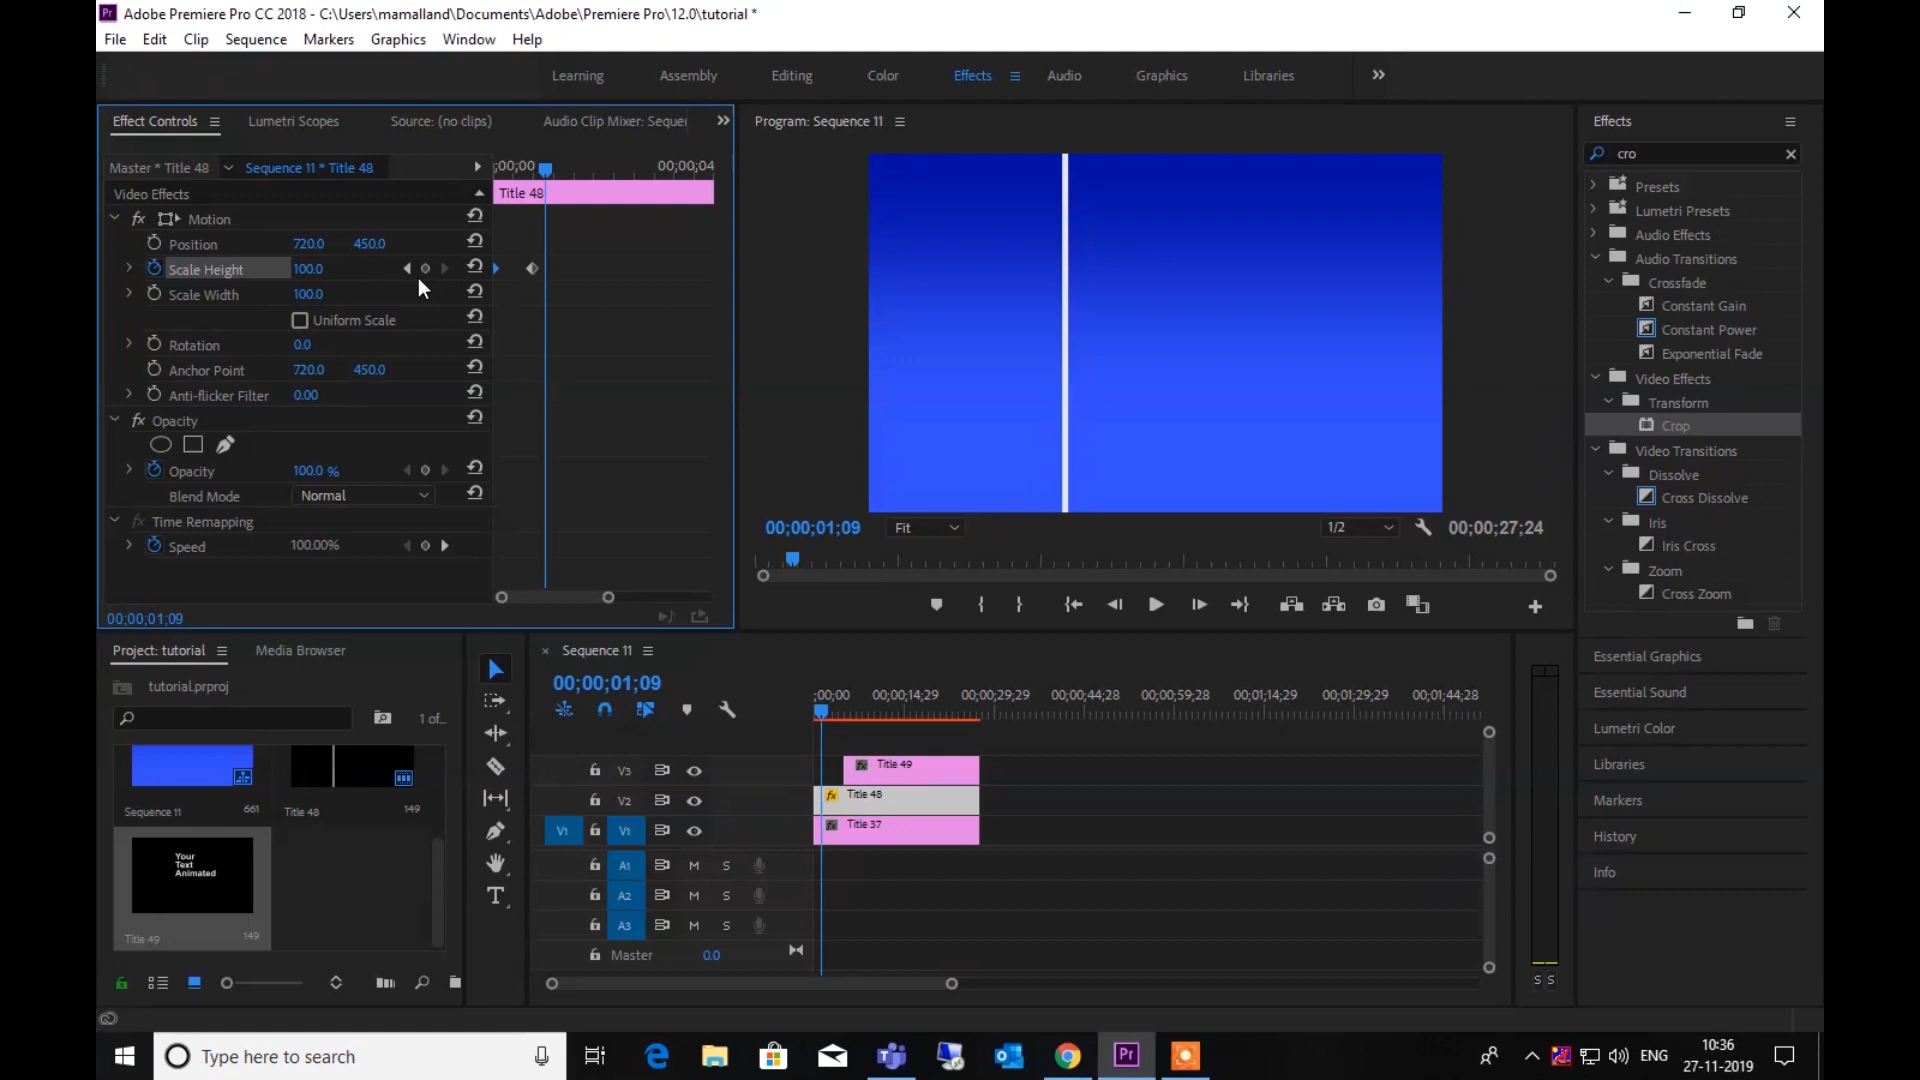 Adobe Premiere Pro CC 2018 - C:\Users\mamalland\Documents\Adobe\Premiere Pro\12.0\tutorial *
File Edit Clip Sequence Markers Graphics Window Help
Learning Assembly Editing Color Effects Audio Graphics Libraries
Effect Controls Lumetri Scopes Source: (no clips) Audio Clip Mixer: Sequer
Master * Title 48 Sequence 11 * Title 48
;00;00 00;00;04
Title 48
Video Effects
fx Motion
Position 720.0 450.0
Scale Height 100.0
Scale Width 100.0
Uniform Scale
Rotation 0.0
Anchor Point 720.0 450.0
Anti-flicker Filter 0.00
fx Opacity
Opacity 100.0 %
Blend Mode Normal
fx Time Remapping
Speed 100.00%
00;00;01;09
Program: Sequence 11
00;00;01;09 Fit 1/2 00;00;27;24
Effects
cro
Presets
Lumetri Presets
Audio Effects
Audio Transitions
Crossfade
Constant Gain
Constant Power
Exponential Fade
Video Effects
Transform
Crop
Video Transitions
Dissolve
Cross Dissolve
Iris
Iris Cross
Zoom
Cross Zoom
Essential Graphics
Essential Sound
Lumetri Color
Libraries
Markers
History
Info
Project: tutorial Media Browser
tutorial.prproj
1 of...
Sequence 11 661
Title 48 149
Your
Text
Animated
Title 49 149
× Sequence 11
00;00;01;09
;00;00 00;00;14;29 00;00;29;29 00;00;44;28 00;00;59;28 00;01;14;29 00;01;29;29 00;01;44;28
V3 fx Title 49
V2 fx Title 48
V1 V1 fx Title 37
A1 M S
A2 M S
A3 M S
Master 0.0
S S
Type here to search
Pr
ENG
10:36
27-11-2019